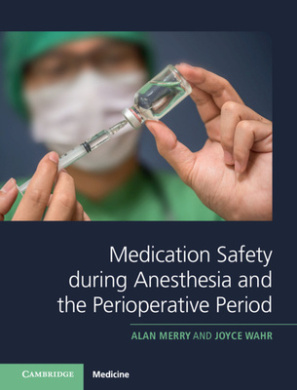 Medication Safety
during Anesthesia and
the Perioperative Period
ALAN MERRY AND JOYCE WAHR
CAMBRIDGE Medicine